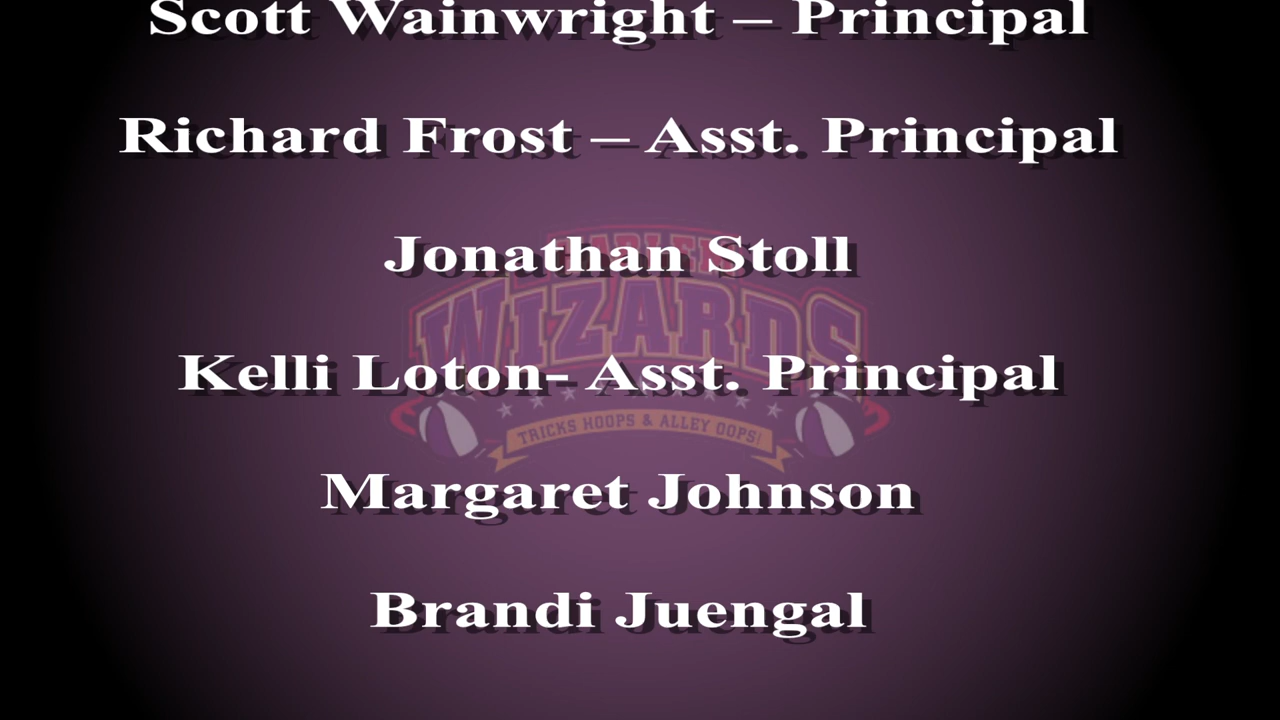 Scott Wainwright – Principal
Richard Frost – Asst. Principal
Jonathan Stoll
HARLEM
WIZARDS
Kelli Loton- Asst. Principal
TRICKS HOOPS & ALLEY OOPS!
Margaret Johnson
Brandi Juengal